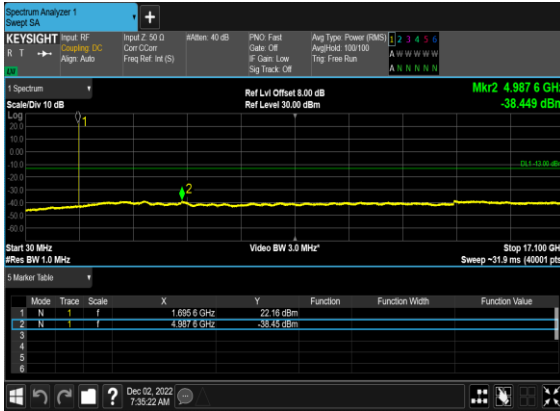 Spectrum Analyzer 1
Swept SA
+
KEYSIGHT
R T
Input: RF
Coupling: DC
Align: Auto
Input Z: 50 Ω
Corr CCorr
Freq Ref: Int (S)
#Atten: 40 dB
PNO: Fast
Gate: Off
IF Gain: Low
Sig Track: Off
Avg Type: Power (RMS)
Avg|Hold: 100/100
Trig: Free Run
1 2 3 4 5 6
A W W W W W
A N N N N N
1 Spectrum
Scale/Div 10 dB
Ref Lvl Offset 8.00 dB
Ref Level 30.00 dBm
Mkr2 4.987 6 GHz
-38.449 dBm
Log
1
20.0
10.0
0.00
-10.0
DL1 -13.00 dBm
-20.0
-30.0
2
-40.0
-50.0
-60.0
Start 30 MHz
#Res BW 1.0 MHz
Video BW 3.0 MHz*
Stop 17.100 GH
Sweep ~31.9 ms (40001 pts
5 Marker Table
Mode Trace Scale X Y Function Function Width Function Value
1 N 1 f 1.695 6 GHz 22.16 dBm
2 N 1 f 4.987 6 GHz -38.45 dBm
3
4
5
6
?
Dec 02, 2022
7:35:22 AM